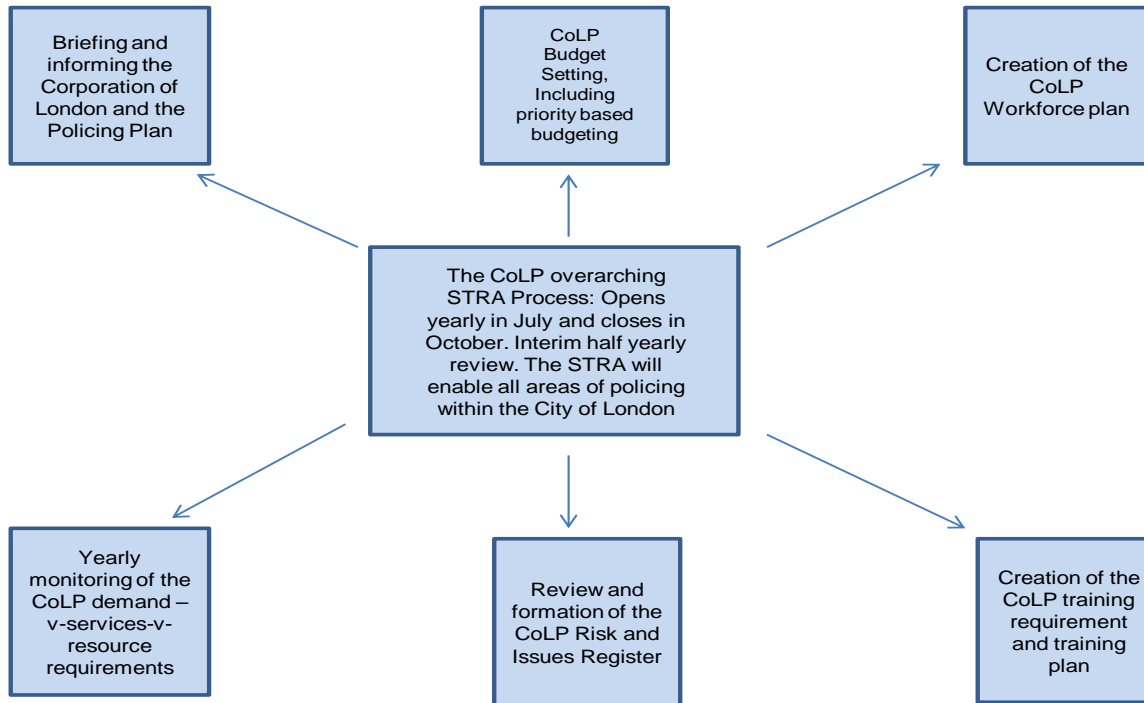 Briefing and
informing the
Corporation of
London and the
Policing Plan
CoLP
Budget
Setting,
Including
priority based
budgeting
Creation of the
CoLP
Workforce plan
The CoLP overarching
STRA Process: Opens
yearly in July and closes in
October. Interim half yearly
review. The STRA will
enable all areas of policing
within the City of London
Yearly
monitoring of the
CoLP demand –
v-services-v-
resource
requirements
Review and
formation of the
CoLP Risk and
Issues Register
Creation of the
CoLP training
requirement
and training
plan